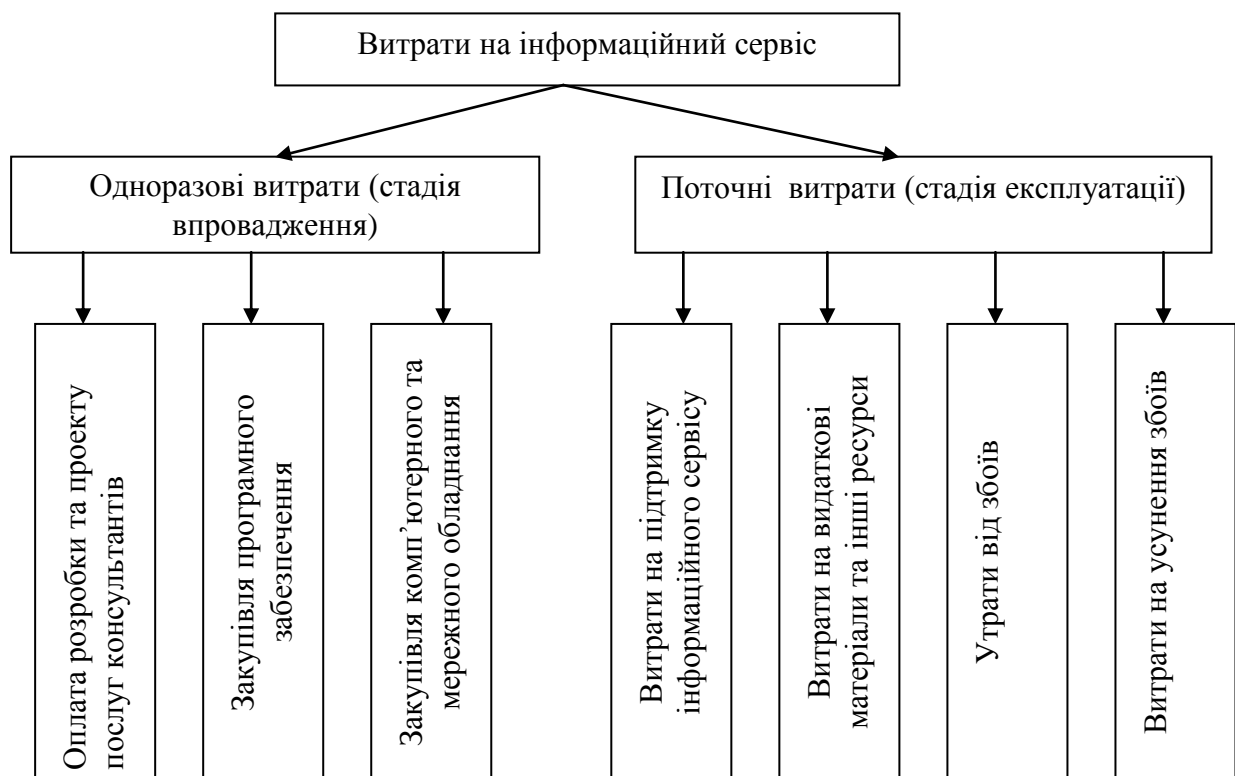 Витрати на інформаційний сервіс
Одноразові витрати (стадія
впровадження)
Поточні витрати (стадія експлуатації)
Оплата розробки та проекту
послуг консультантів
Закупівля програмного
забезпечення
Закупівля комп’ютерного та
мережного обладнання
Витрати на підтримку
інформаційного сервісу
Витрати на видаткові
матеріали та інші ресурси
Утрати від збоїв
Витрати на усунення збоїв